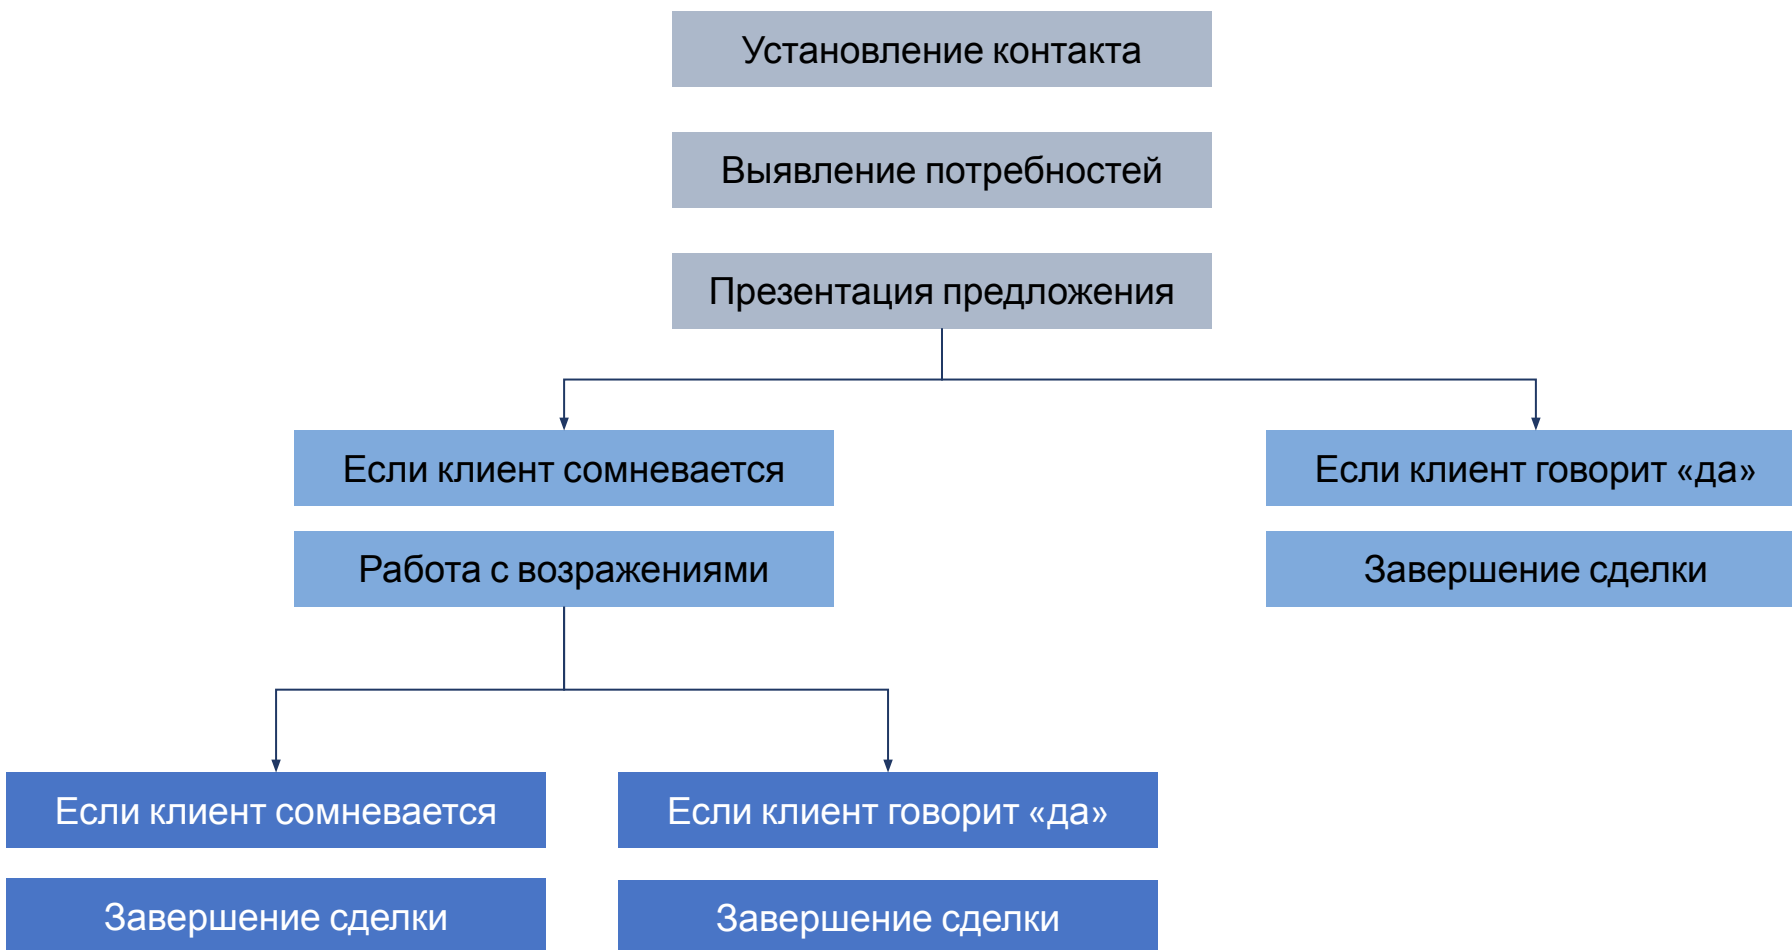 Установление контакта
Выявление потребностей
Презентация предложения
Если клиент сомневается
Если клиент говорит «да»
Работа с возражениями
Завершение сделки
Если клиент сомневается
Если клиент говорит «да»
Завершение сделки
Завершение сделки